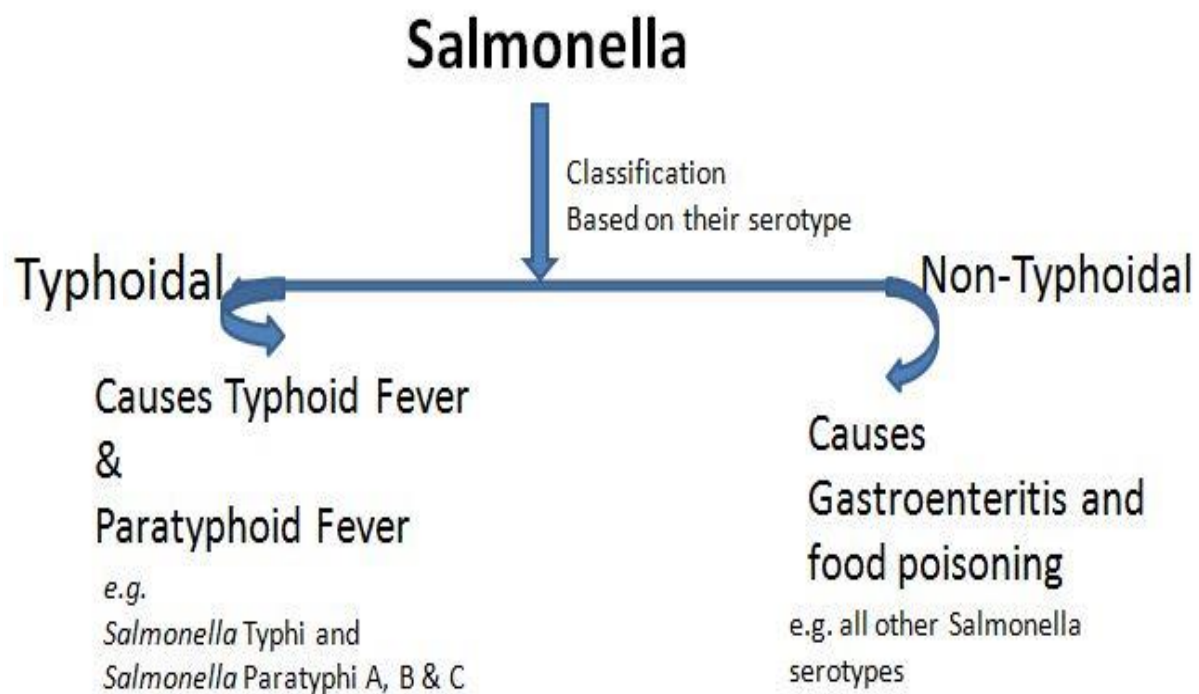 Salmonella
Classification
Based on their serotype
Typhoidal
Non-Typhoidal
Causes Typhoid Fever
&
Paratyphoid Fever
e.g.
Salmonella Typhi and
Salmonella Paratyphi A, B & C
Causes
Gastroenteritis and
food poisoning
e.g. all other Salmonella
serotypes